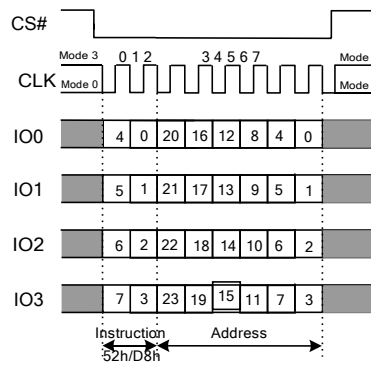 CS#
Mode 3 0 1 2 3 4 5 6 7 Mode
CLK Mode 0 Mode
IO0 4 0 20 16 12 8 4 0
IO1 5 1 21 17 13 9 5 1
IO2 6 2 22 18 14 10 6 2
IO3 7 3 23 19 15 11 7 3
Instruction Address
52h/D8h